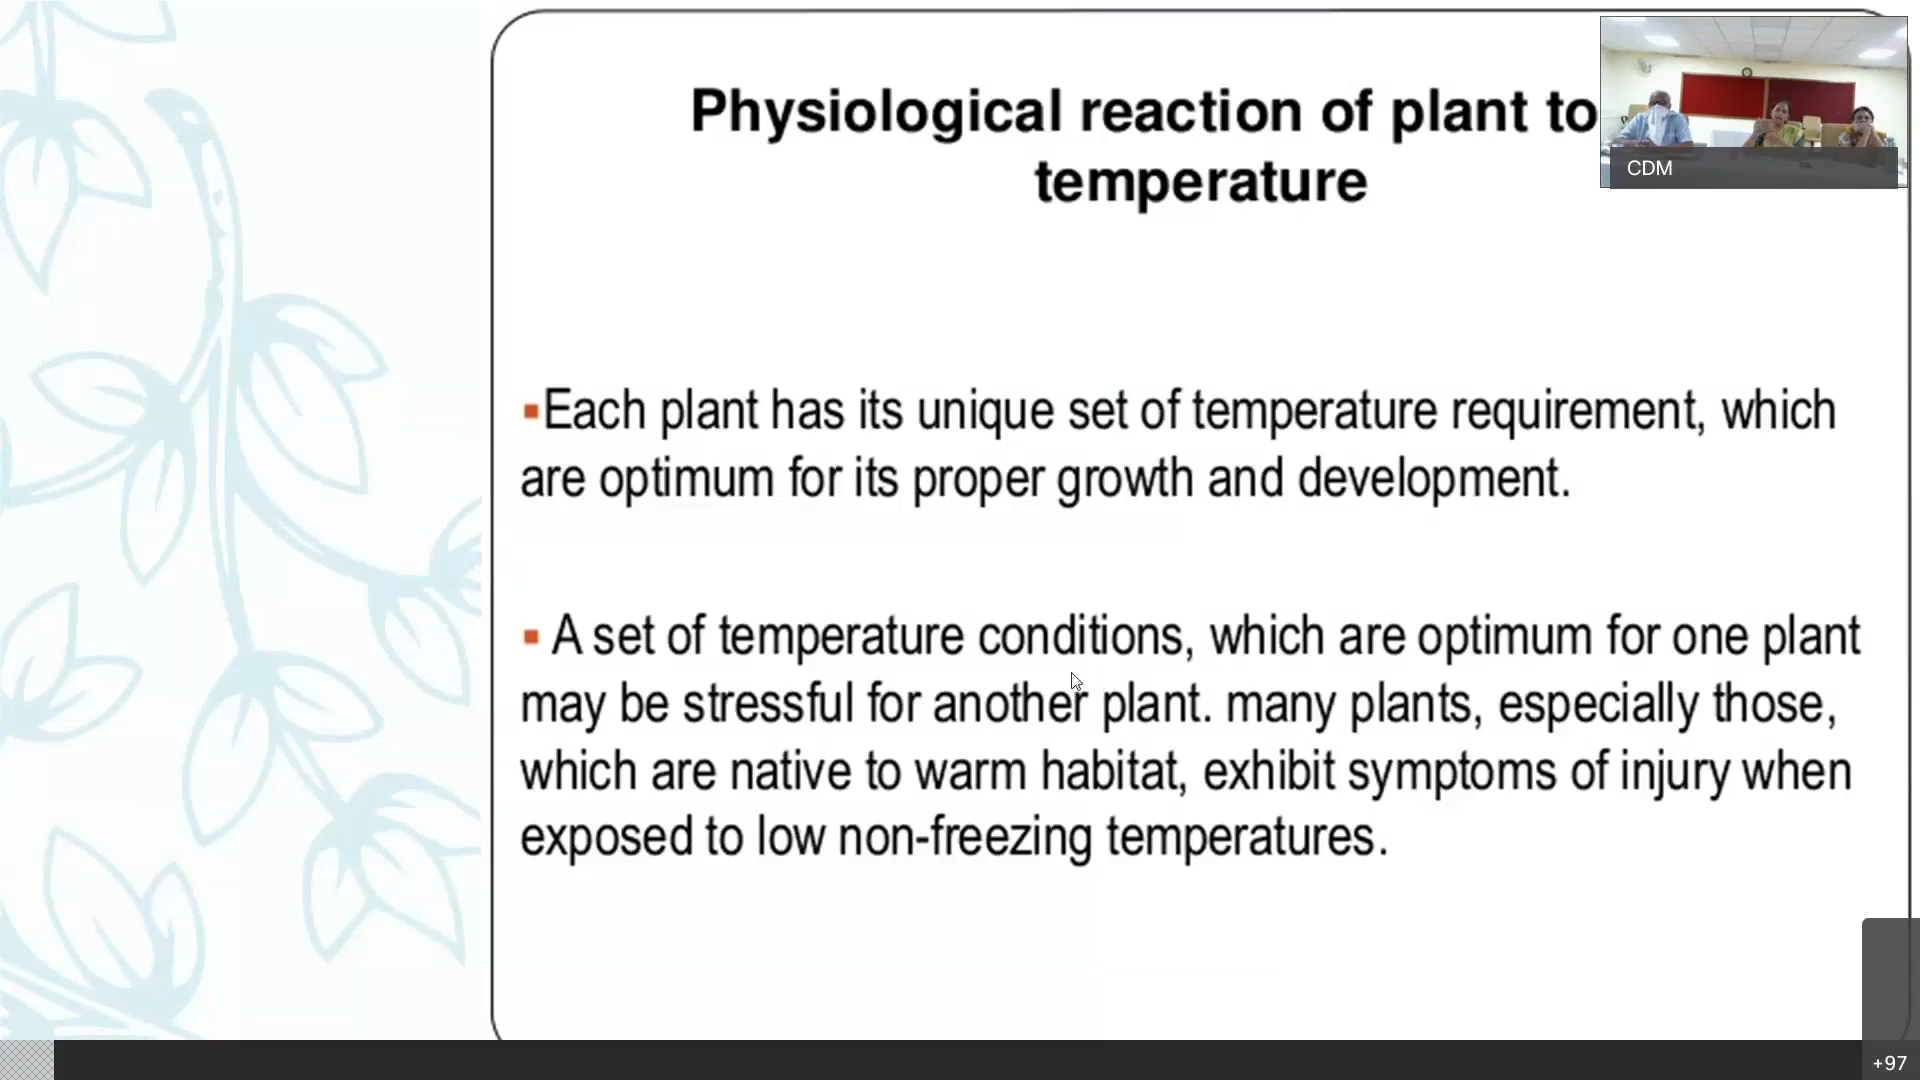 Physiological reaction of plant to
temperature
CDM
▪Each plant has its unique set of temperature requirement, which
are optimum for its proper growth and development.
▪ A set of temperature conditions, which are optimum for one plant
may be stressful for another plant. many plants, especially those,
which are native to warm habitat, exhibit symptoms of injury when
exposed to low non-freezing temperatures.
+97